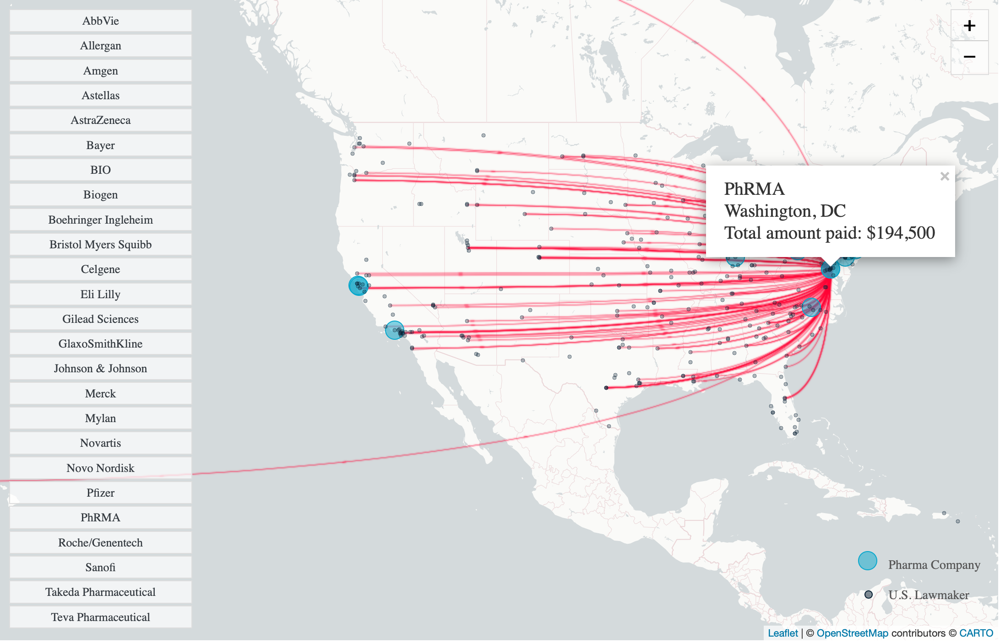 AbbVie
Allergan
Amgen
Astellas
AstraZeneca
Bayer
BIO
Biogen
Boehringer Ingleheim
Bristol Myers Squibb
Celgene
Eli Lilly
Gilead Sciences
GlaxoSmithKline
Johnson & Johnson
Merck
Mylan
Novartis
Novo Nordisk
Pfizer
PhRMA
Roche/Genentech
Sanofi
Takeda Pharmaceutical
Teva Pharmaceutical
+
−
×
PhRMA
Washington, DC
Total amount paid: $194,500
Pharma Company
U.S. Lawmaker
Leaflet | © OpenStreetMap contributors © CARTO